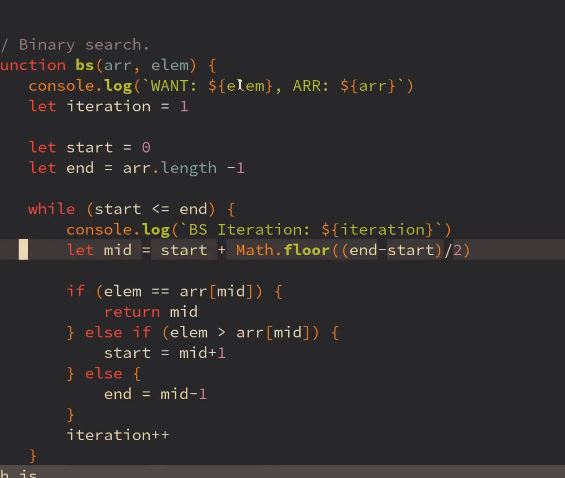 / Binary search.
unction bs(arr, elem) {
console.log(`WANT: ${elem}, ARR: ${arr}`)
let iteration = 1
let start = 0
let end = arr.length -1
while (start <= end) {
console.log(`BS Iteration: ${iteration}`)
let mid = start + Math.floor((end-start)/2)
if (elem == arr[mid]) {
return mid
} else if (elem > arr[mid]) {
start = mid+1
} else {
end = mid-1
}
iteration++
}
h is